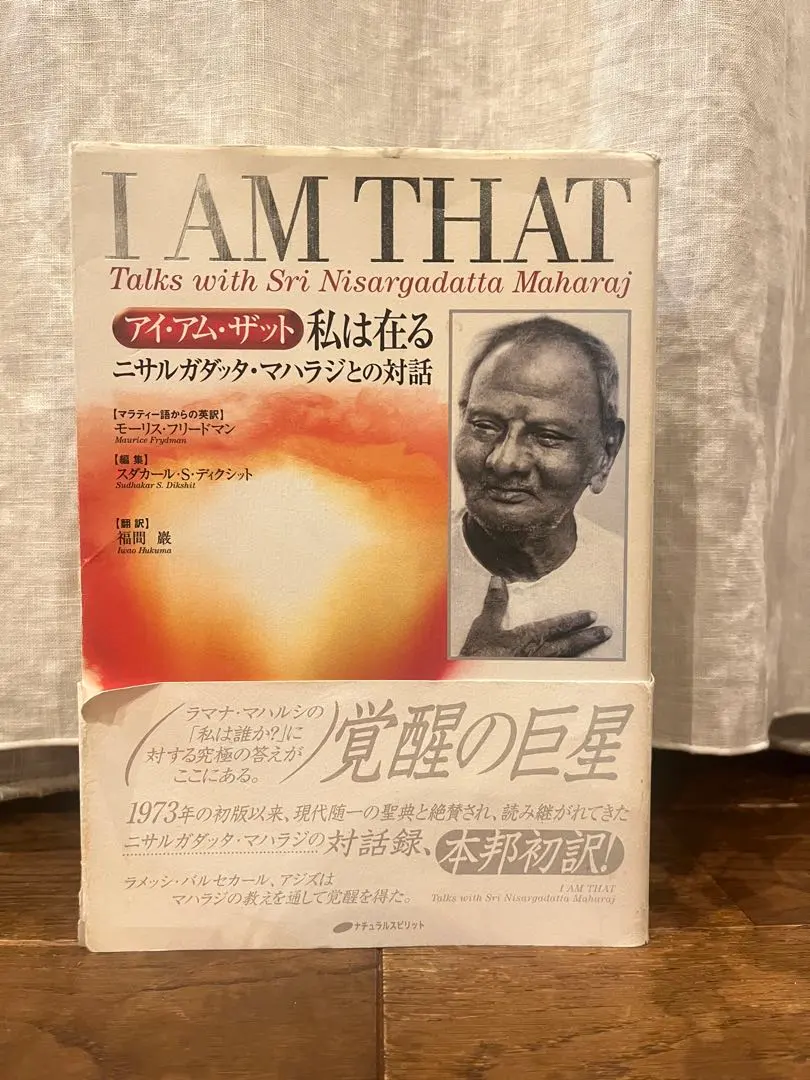 I AM THAT
Talks with Sri Nisargadatta Maharaj
アイ・アム・ザット 私は在る
ニサルガダッタ・マハラジとの対話
【マラティー語からの英訳】
モーリス・フリードマン
Maurice Frydman
【編 集】
スダカール・S・ディクシット
Sudhakar S. Dikshit
【翻 訳】
福間 巖
Iwao Hukuma
ラマナ・マハルシの
「私は誰か?」に
対する究極の答えが
ここにある。
覚醒の巨星
1973年の初版以来、現代随一の聖典と絶賛され、読み継がれてきた
ニサルガダッタ・マハラジの対話録、本邦初訳!
ラメッシ・バルセカール、アジズは
マハラジの教えを通して覚醒を得た。
I AM THAT
Talks with Sri Nisargadatta Maharaj
ナチュラルスピリット